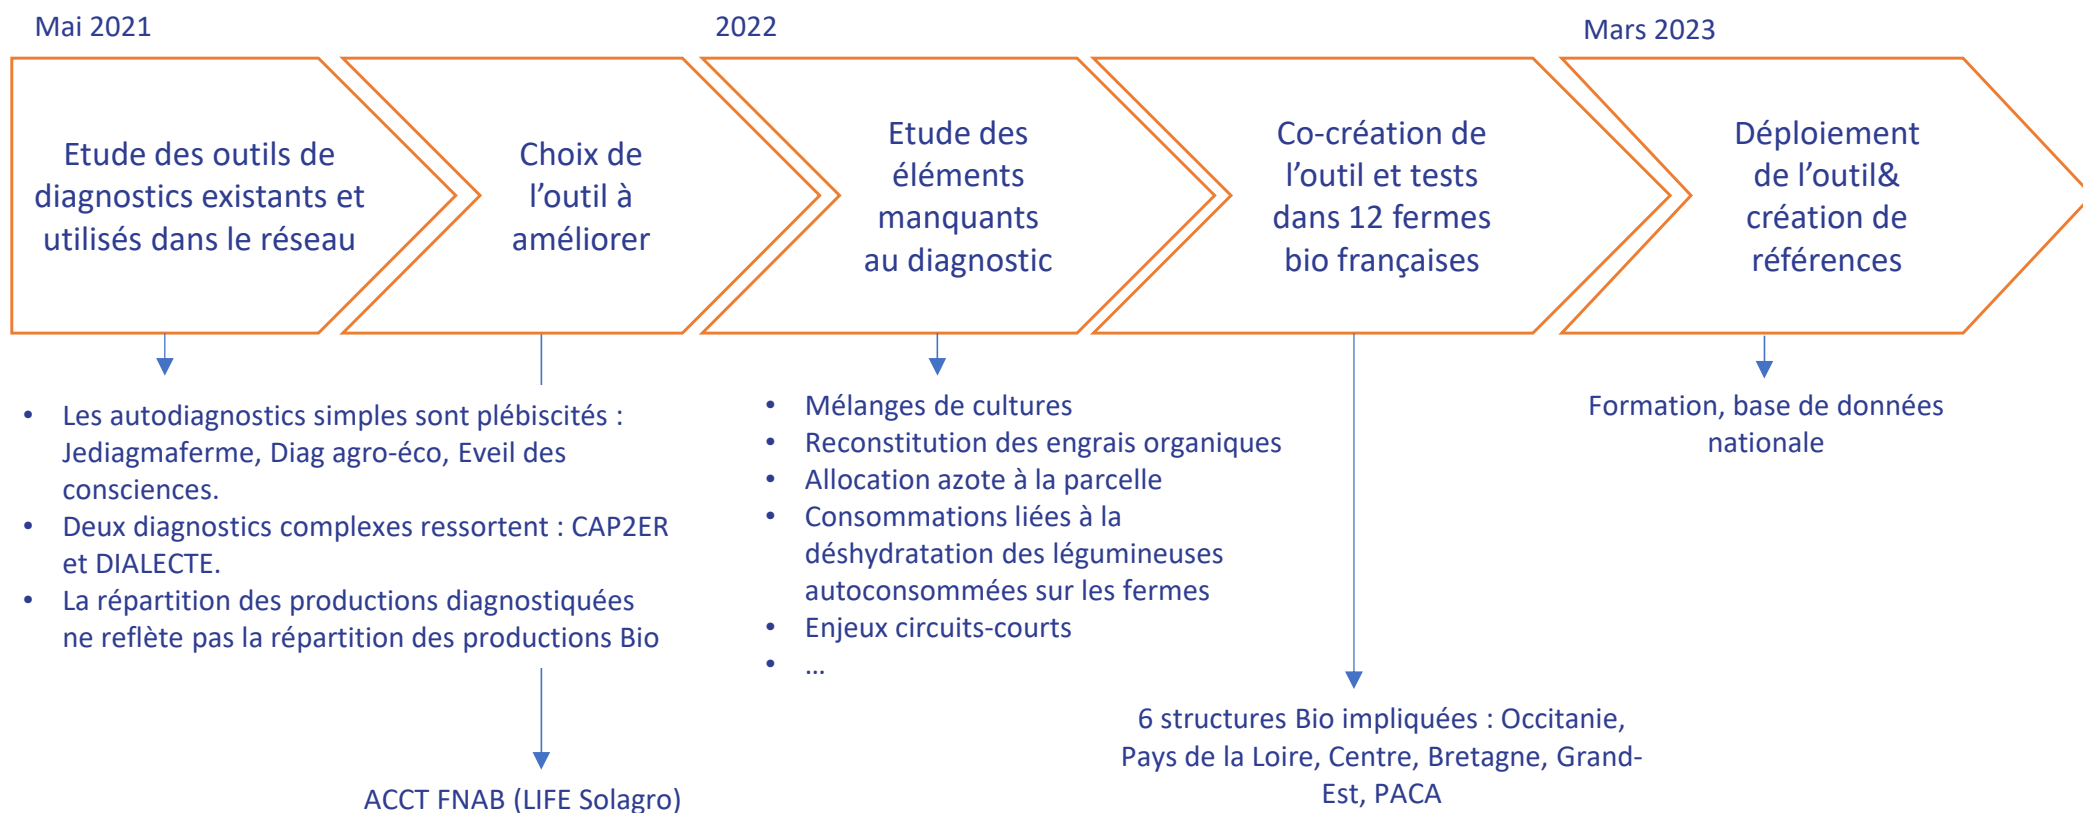 Mai 2021
2022
Mars 2023
Etude des outils de
diagnostics existants et
utilisés dans le réseau
Choix de
l’outil à
améliorer
Etude des
éléments
manquants
au diagnostic
Co-création de
l’outil et tests
dans 12 fermes
bio françaises
Déploiement
de l’outil&
création de
références
• Les autodiagnostics simples sont plébiscités :
Jediagmaferme, Diag agro-éco, Eveil des
consciences.
• Deux diagnostics complexes ressortent : CAP2ER
et DIALECTE.
• La répartition des productions diagnostiquées
ne reflète pas la répartition des productions Bio
ACCT FNAB (LIFE Solagro)
• Mélanges de cultures
• Reconstitution des engrais organiques
• Allocation azote à la parcelle
• Consommations liées à la
déshydratation des légumineuses
autoconsommées sur les fermes
• Enjeux circuits-courts
• ...
6 structures Bio impliquées : Occitanie,
Pays de la Loire, Centre, Bretagne, Grand-
Est, PACA
Formation, base de données
nationale